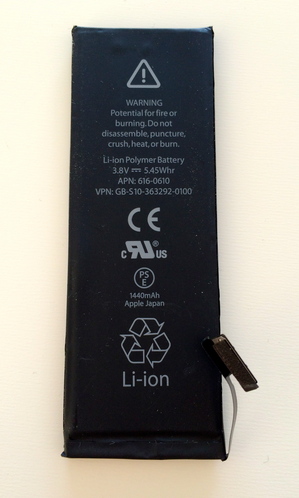 WARNING
Potential for fire or
burning. Do not
disassemble, puncture,
crush, heat, or burn.
Li-ion Polymer Battery
3.8V ⎓ 5.45Whr
APN: 616-0610
VPN: GB-S10-363292-0100
CE
c RU® US
PS
E
1440mAh
Apple Japan
Li-ion